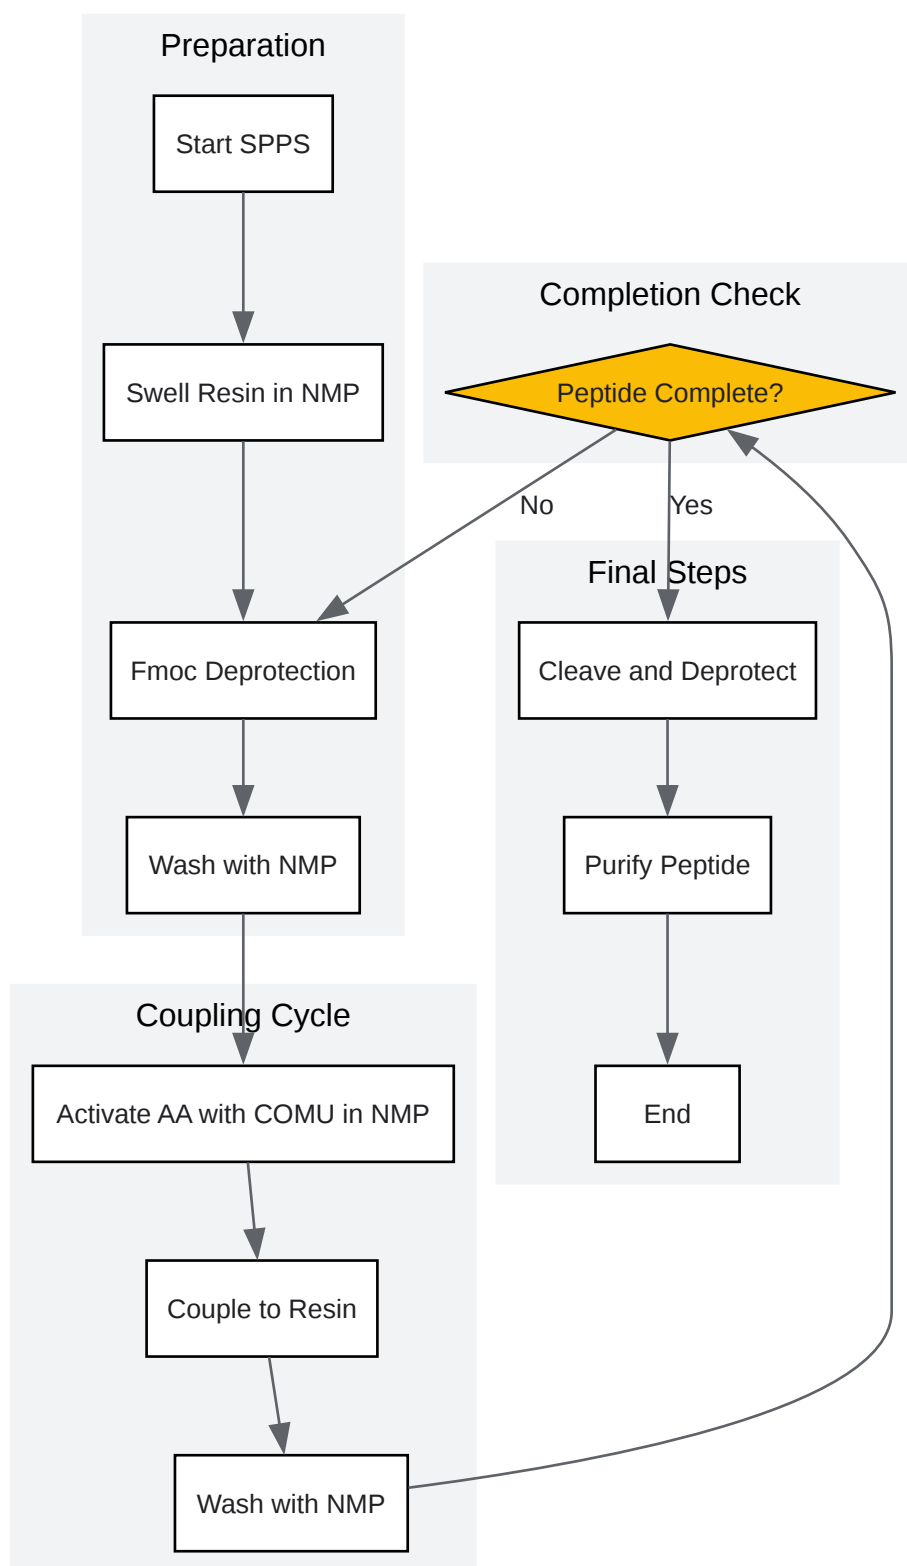 Preparation
Start SPPS
Swell Resin in NMP
Completion Check
Peptide Complete?
No
Yes
Fmoc Deprotection
Wash with NMP
Final Steps
Cleave and Deprotect
Purify Peptide
End
Coupling Cycle
Activate AA with COMU in NMP
Couple to Resin
Wash with NMP